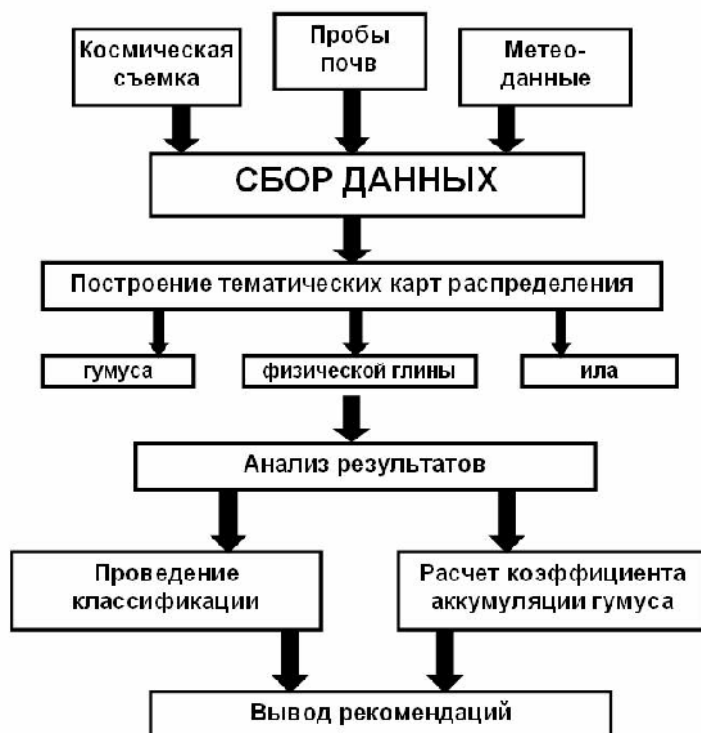 Космическая
съемка
Пробы
почв
Метео-
данные
СБОР ДАННЫХ
Построение тематических карт распределения
гумуса
физической глины
ила
Анализ результатов
Проведение
классификации
Расчет коэффициента
аккумуляции гумуса
Вывод рекомендаций